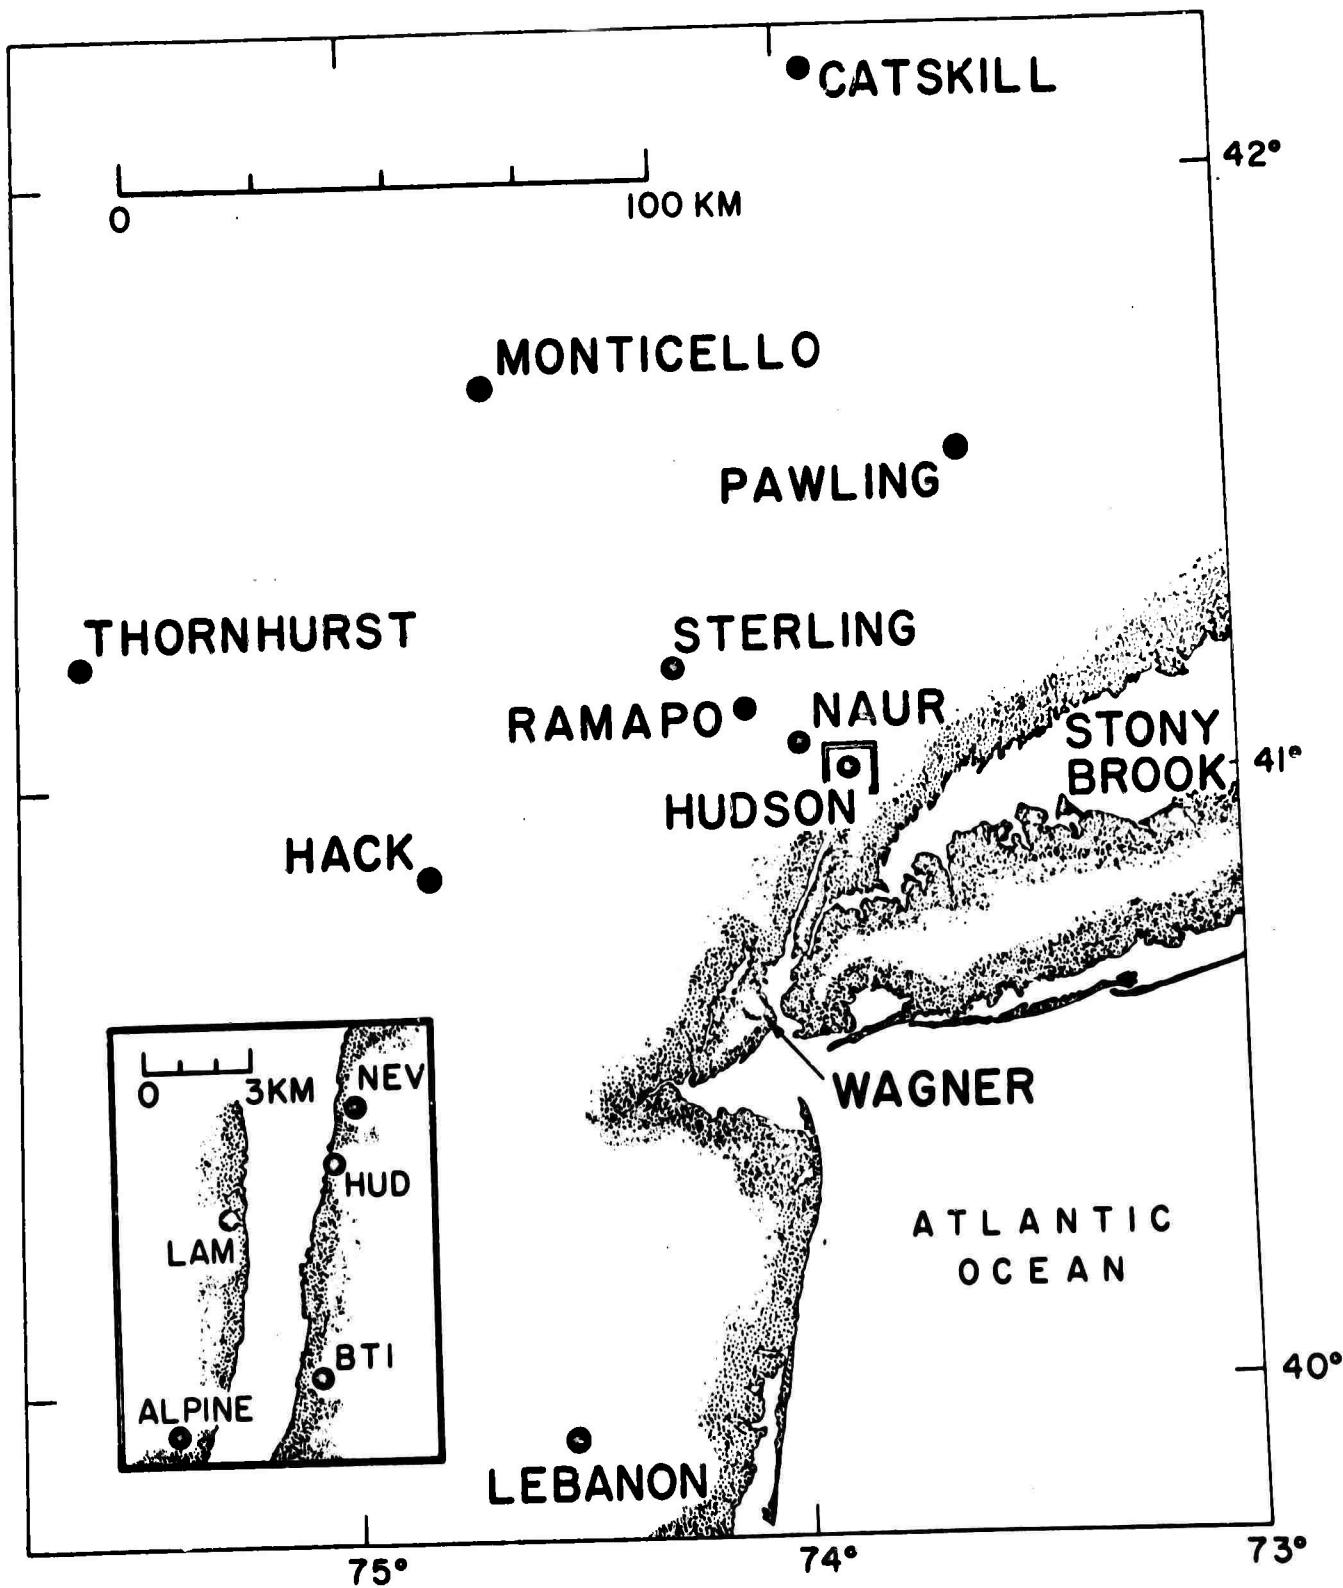 CATSKILL
42°
0
100 KM
MONTICELLO
PAWLING
THORNHURST
STERLING
RAMAPO
NAUR
STONY
BROOK
41°
HUDSON
HACK
WAGNER
0
3KM
NEV
HUD
LAM
BTI
ALPINE
ATLANTIC
OCEAN
40°
LEBANON
75°
74°
73°